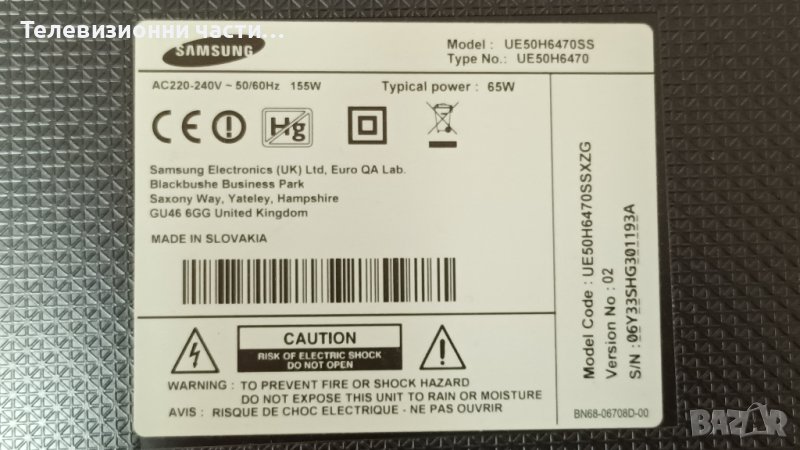 Телевизионни части...
SAMSUNG
Model : UE50H6470SS
Type No.: UE50H6470
AC220-240V ~ 50/60Hz 155W
Typical power : 65W
CE
Hg
Samsung Electronics (UK) Ltd, Euro QA Lab.
Blackbushe Business Park
Saxony Way, Yateley, Hampshire
GU46 6GG United Kingdom
MADE IN SLOVAKIA
CAUTION
RISK OF ELECTRIC SHOCK
DO NOT OPEN
WARNING : TO PREVENT FIRE OR SHOCK HAZARD
DO NOT EXPOSE THIS UNIT TO RAIN OR MOISTURE
AVIS : RISQUE DE CHOC ELECTRIQUE - NE PAS OUVRIR
Model Code : UE50H6470SSXZG
Version No : 02
S/N : 06Y33SHG301193A
BN68-06708D-00
BAZAR